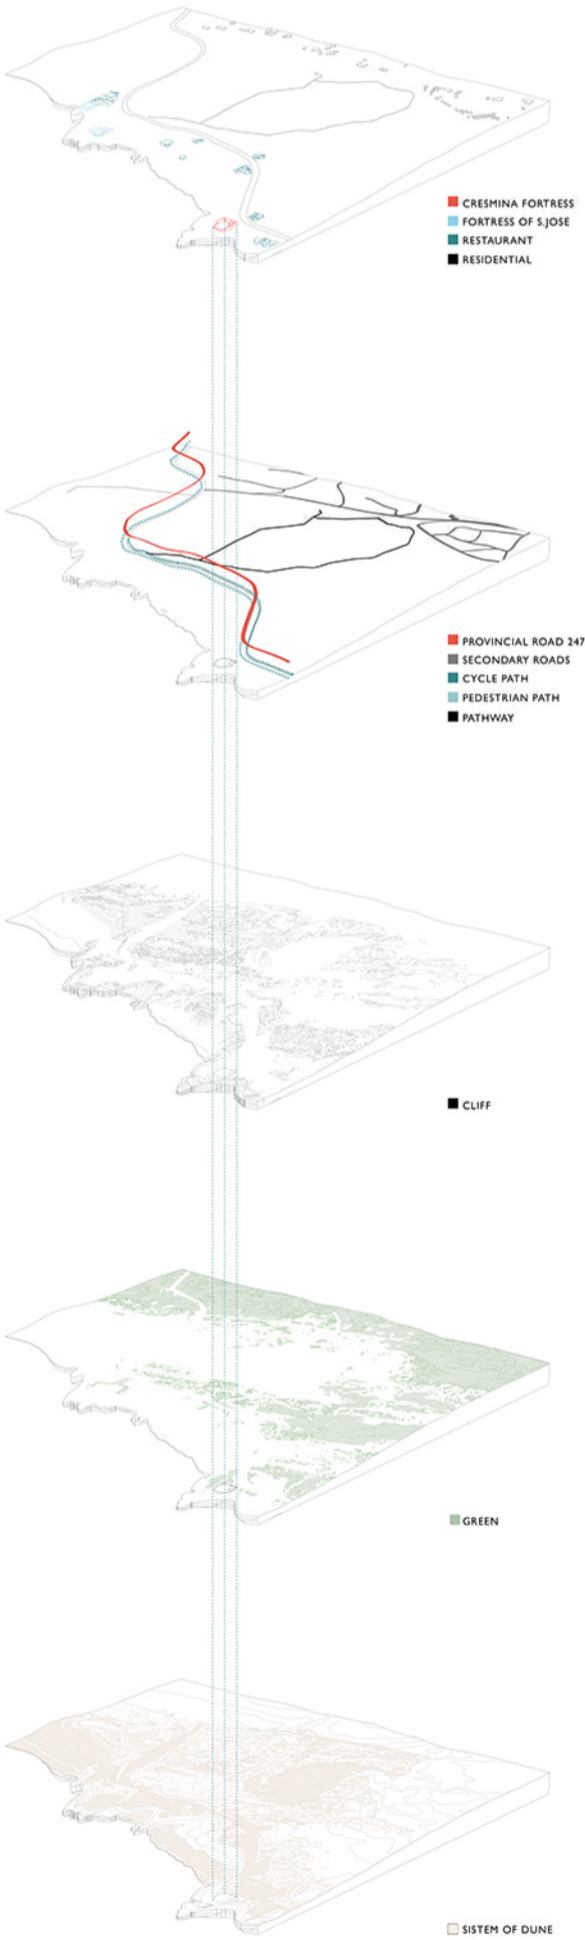 CRESMINA FORTRESS
FORTRESS OF S.JOSE
RESTAURANT
RESIDENTIAL
PROVINCIAL ROAD 247
SECONDARY ROADS
CYCLE PATH
PEDESTRIAN PATH
PATHWAY
CLIFF
GREEN
SISTEM OF DUNE